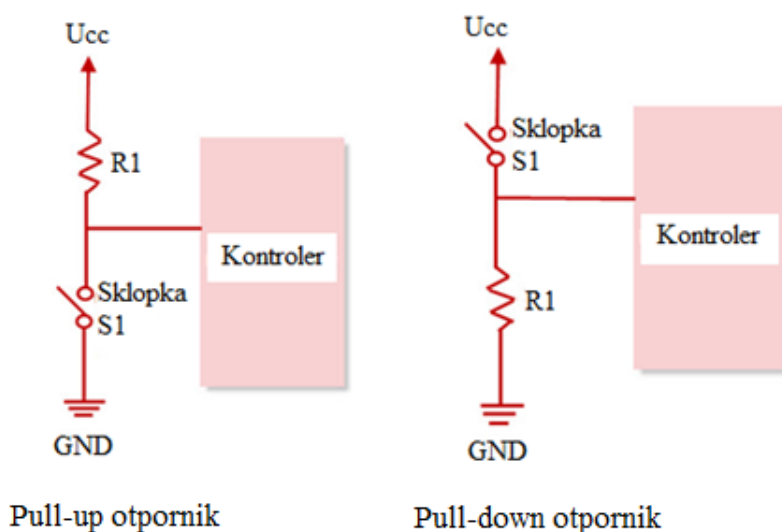 Ucc
R1
Kontroler
Sklopka
S1
GND
Pull-up otpornik
Ucc
Sklopka
S1
Kontroler
R1
GND
Pull-down otpornik